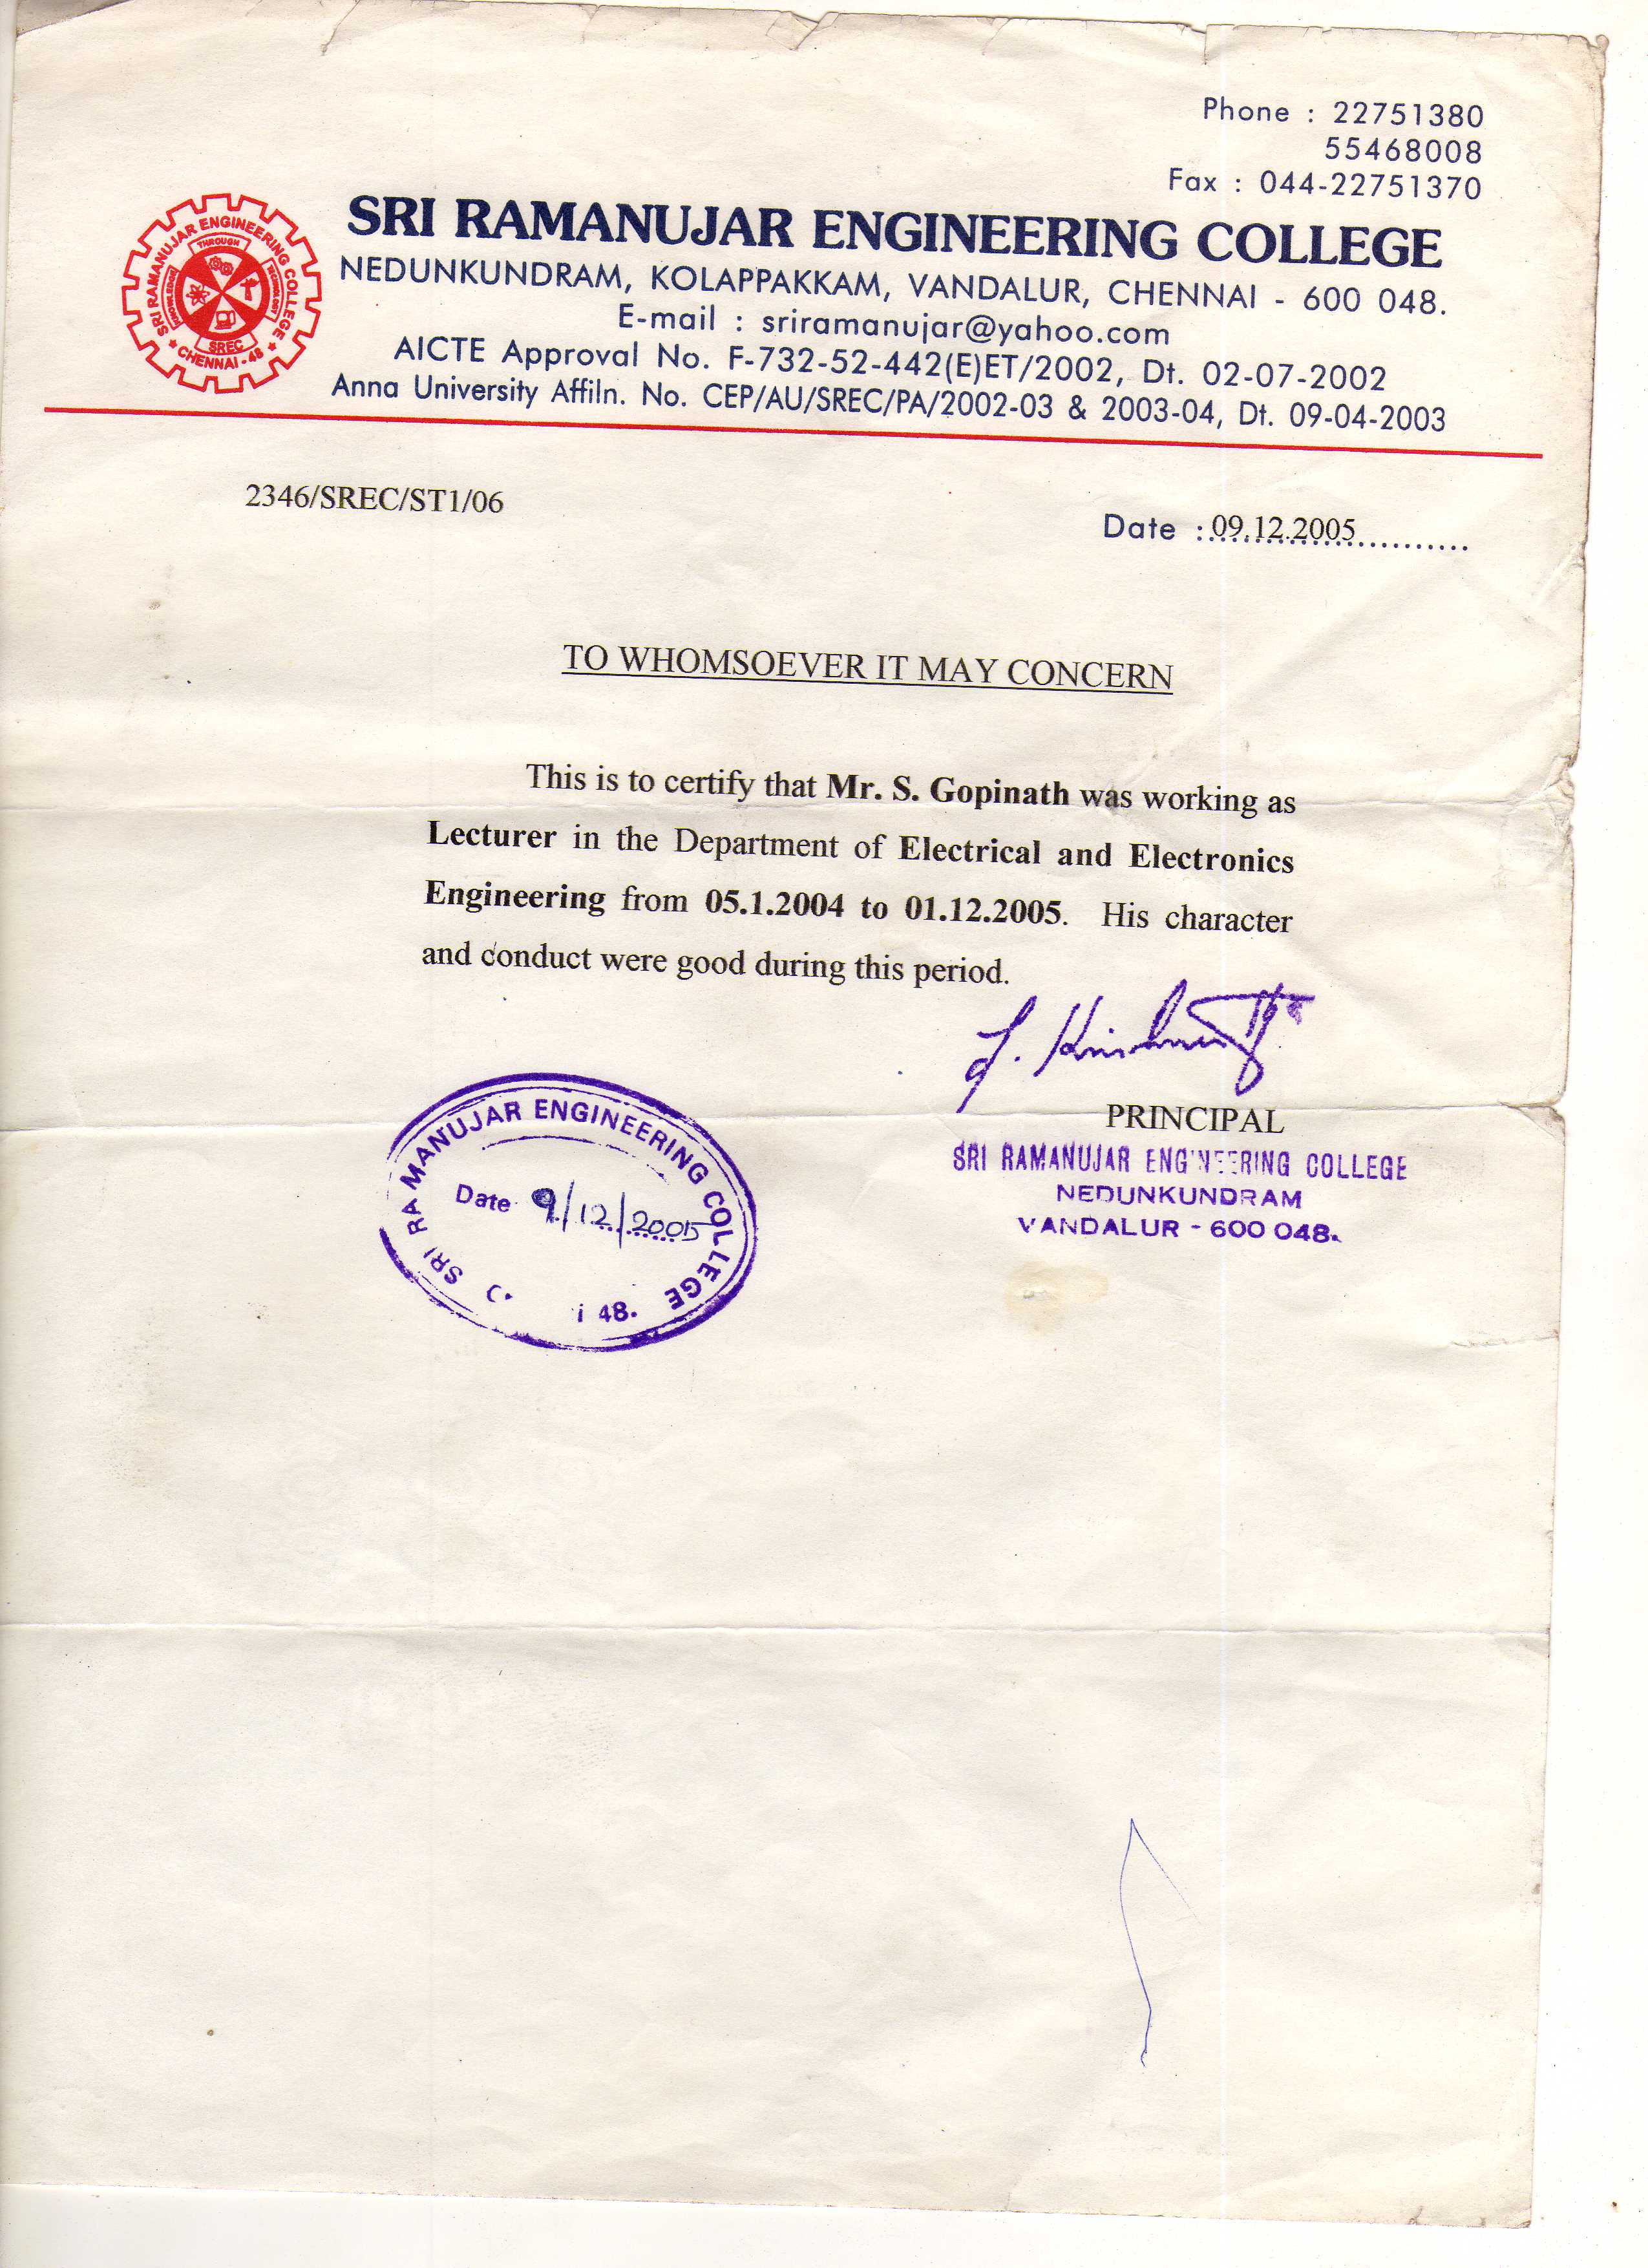 Phone : 22751380
55468008
Fax : 044-22751370
SRI RAMANUJAR ENGINEERING COLLEGE
THROUGH
KNOWLEDGE
TECHNOLOGY
SREC
★ CHENNAI - 48 ★
SRI RAMANUJAR ENGINEERING COLLEGE
NEDUNKUNDRAM, KOLAPPAKKAM, VANDALUR, CHENNAI - 600 048.
E-mail : sriramanujar@yahoo.com
AICTE Approval No. F-732-52-442(E)ET/2002, Dt. 02-07-2002
Anna University Affiln. No. CEP/AU/SREC/PA/2002-03 & 2003-04, Dt. 09-04-2003
2346/SREC/ST1/06
Date : 09.12.2005
TO WHOMSOEVER IT MAY CONCERN
This is to certify that Mr. S. Gopinath was working as
Lecturer in the Department of Electrical and Electronics
Engineering from 05.1.2004 to 01.12.2005. His character
and conduct were good during this period.
PRINCIPAL
SRI RAMANUJAR ENGINEERING COLLEGE
NEDUNKUNDRAM
VANDALUR - 600 048.
SRI RAMANUJAR ENGINEERING COLLEGE
Date 9/12/2005
i 48.